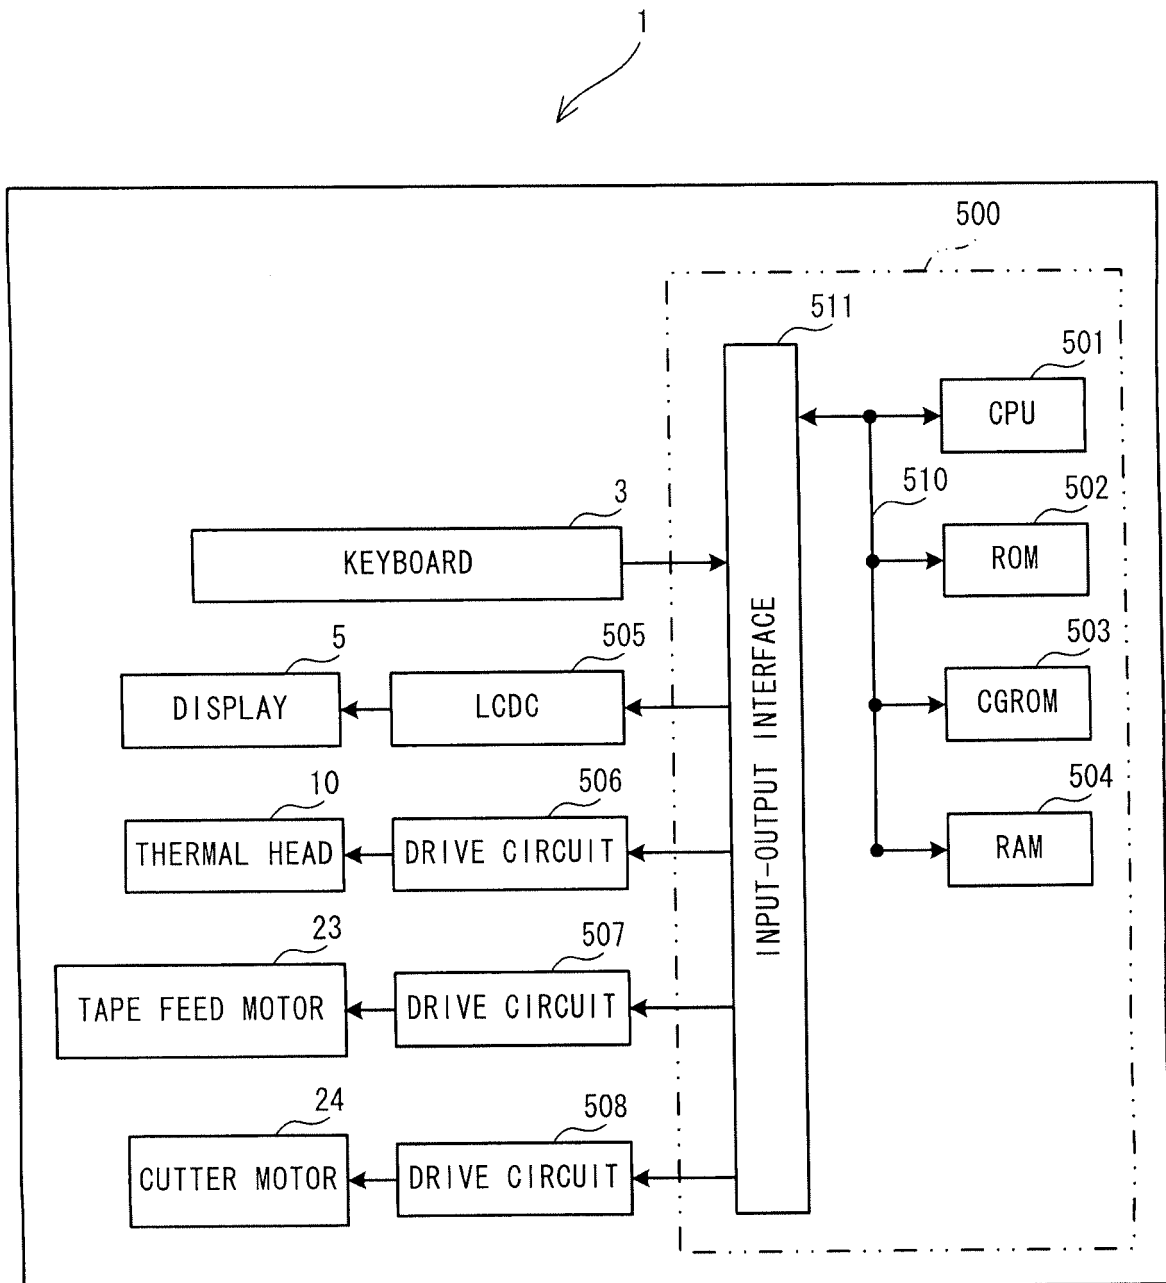 1
500
511
501
CPU
510
502
ROM
3
KEYBOARD
503
CGROM
5
505
DISPLAY
LCDC
504
RAM
10
506
THERMAL HEAD
DRIVE CIRCUIT
INPUT-OUTPUT INTERFACE
23
507
TAPE FEED MOTOR
DRIVE CIRCUIT
24
508
CUTTER MOTOR
DRIVE CIRCUIT